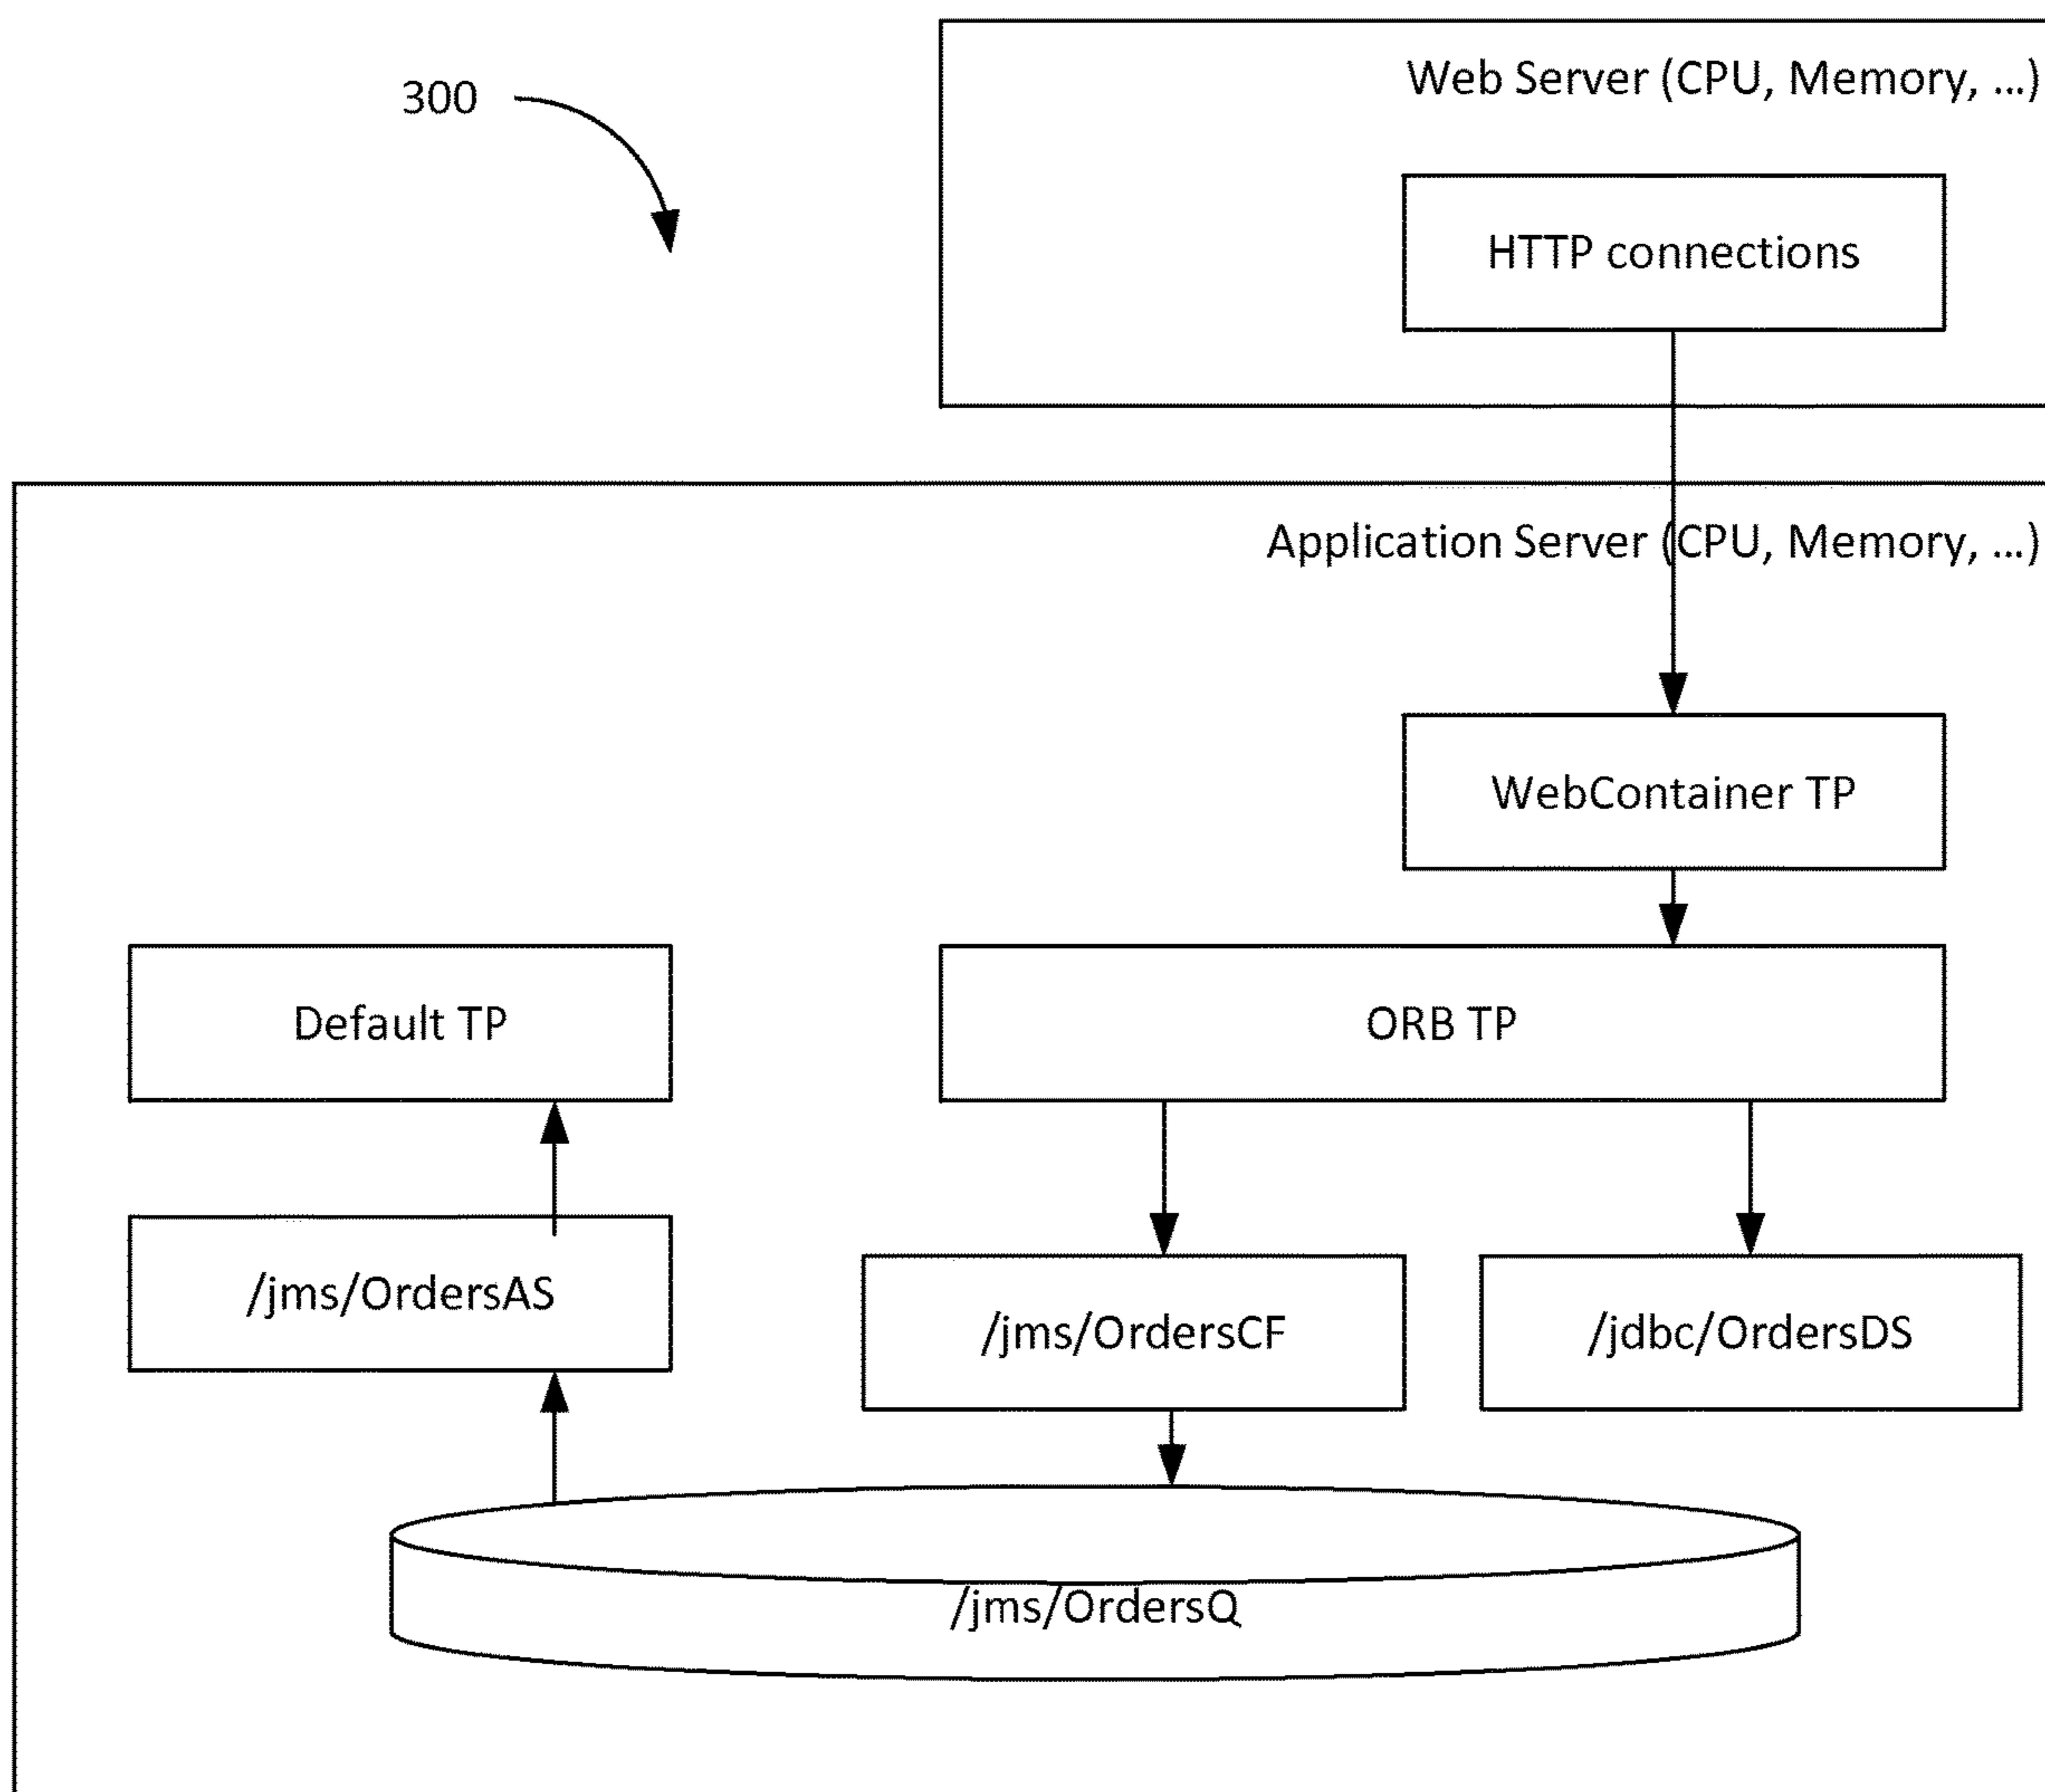 Web Server (CPU, Memory, ...)
300
HTTP connections
Application Server (CPU, Memory, ...)
WebContainer TP
Default TP
ORB TP
/jms/OrdersAS
/jms/OrdersCF
/jdbc/OrdersDS
/jms/OrdersQ